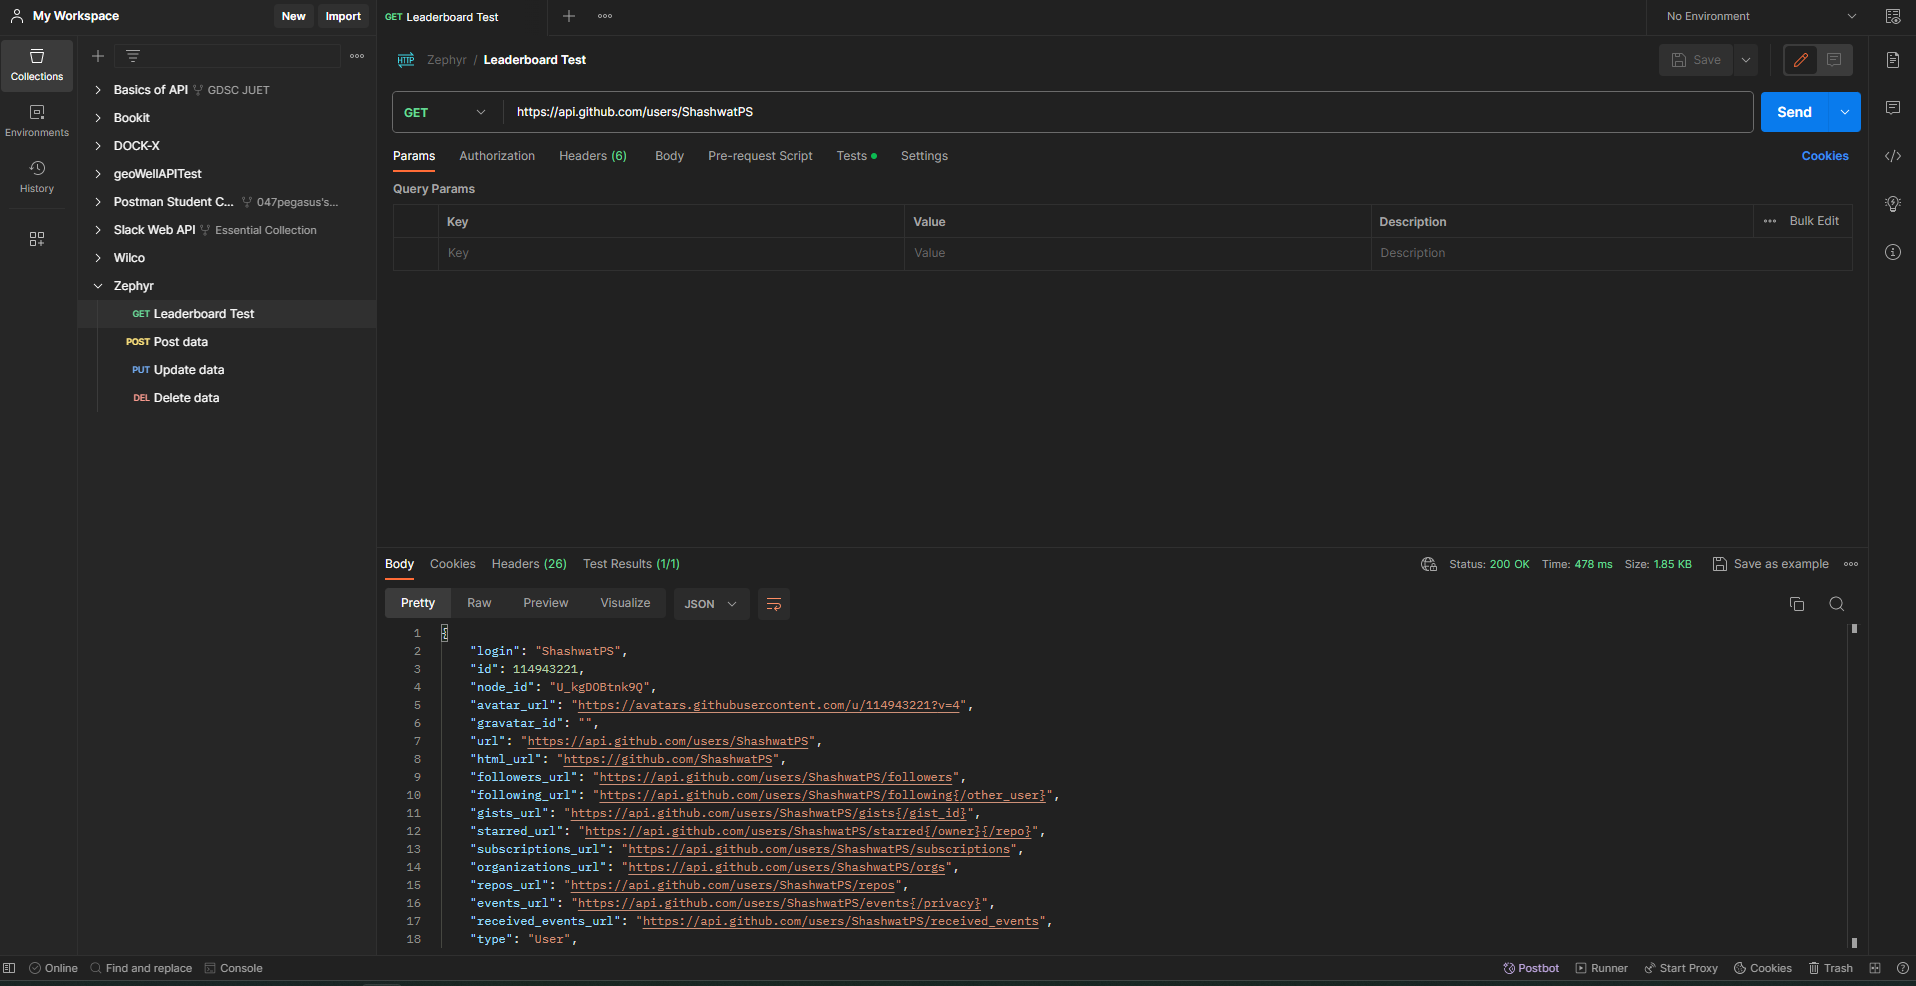 My Workspace
New
Import
GET Leaderboard Test
No Environment
Collections
Environments
History
Basics of API GDSC JUET
Bookit
DOCK-X
geoWellAPITest
Postman Student C... 047pegasus's...
Slack Web API Essential Collection
Wilco
Zephyr
GET Leaderboard Test
POST Post data
PUT Update data
DEL Delete data
HTTP Zephyr / Leaderboard Test
Save
GET https://api.github.com/users/ShashwatPS
Send
Params Authorization Headers (6) Body Pre-request Script Tests Settings
Cookies
Query Params
Key Value Description Bulk Edit
Key Value Description
Body Cookies Headers (26) Test Results (1/1)
Status: 200 OK Time: 478 ms Size: 1.85 KB Save as example
Pretty Raw Preview Visualize JSON
1 {
2 "login": "ShashwatPS",
3 "id": 114943221,
4 "node_id": "U_kgDOBtnk9Q",
5 "avatar_url": "https://avatars.githubusercontent.com/u/114943221?v=4",
6 "gravatar_id": "",
7 "url": "https://api.github.com/users/ShashwatPS",
8 "html_url": "https://github.com/ShashwatPS",
9 "followers_url": "https://api.github.com/users/ShashwatPS/followers",
10 "following_url": "https://api.github.com/users/ShashwatPS/following{/other_user}",
11 "gists_url": "https://api.github.com/users/ShashwatPS/gists{/gist_id}",
12 "starred_url": "https://api.github.com/users/ShashwatPS/starred{/owner}{/repo}",
13 "subscriptions_url": "https://api.github.com/users/ShashwatPS/subscriptions",
14 "organizations_url": "https://api.github.com/users/ShashwatPS/orgs",
15 "repos_url": "https://api.github.com/users/ShashwatPS/repos",
16 "events_url": "https://api.github.com/users/ShashwatPS/events{/privacy}",
17 "received_events_url": "https://api.github.com/users/ShashwatPS/received_events",
18 "type": "User",
Online Find and replace Console
Postbot Runner Start Proxy Cookies Trash